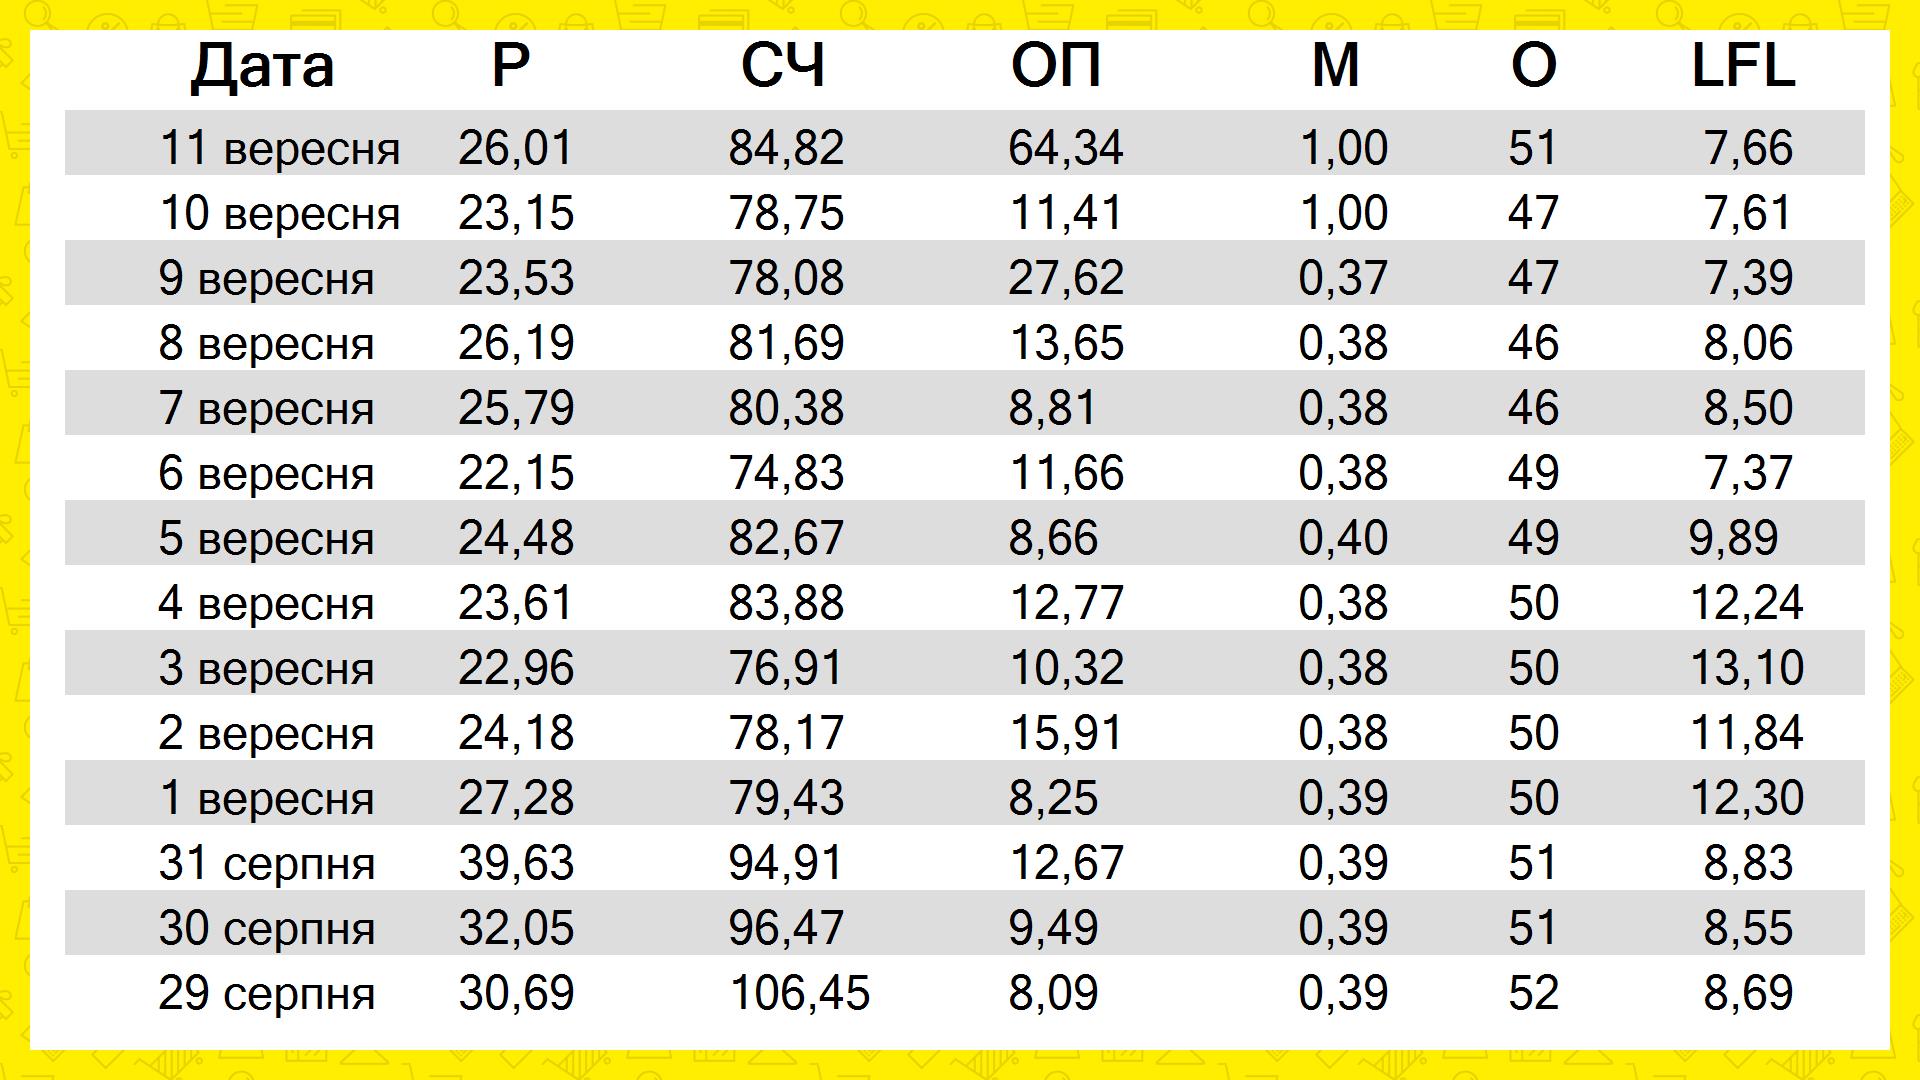 Дата Р СЧ ОП М О LFL
11 вересня 26,01 84,82 64,34 1,00 51 7,66
10 вересня 23,15 78,75 11,41 1,00 47 7,61
9 вересня 23,53 78,08 27,62 0,37 47 7,39
8 вересня 26,19 81,69 13,65 0,38 46 8,06
7 вересня 25,79 80,38 8,81 0,38 46 8,50
6 вересня 22,15 74,83 11,66 0,38 49 7,37
5 вересня 24,48 82,67 8,66 0,40 49 9,89
4 вересня 23,61 83,88 12,77 0,38 50 12,24
3 вересня 22,96 76,91 10,32 0,38 50 13,10
2 вересня 24,18 78,17 15,91 0,38 50 11,84
1 вересня 27,28 79,43 8,25 0,39 50 12,30
31 серпня 39,63 94,91 12,67 0,39 51 8,83
30 серпня 32,05 96,47 9,49 0,39 51 8,55
29 серпня 30,69 106,45 8,09 0,39 52 8,69